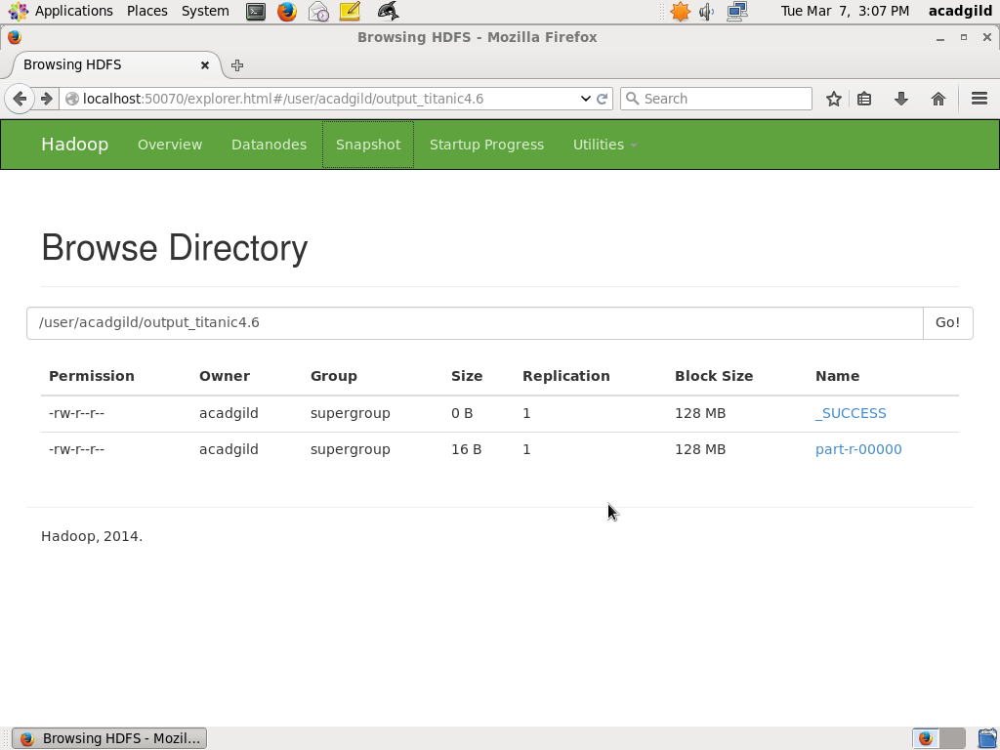 Applications Places System Tue Mar 7, 3:07 PM acadgild
Browsing HDFS - Mozilla Firefox
Browsing HDFS
localhost:50070/explorer.html#/user/acadgild/output_titanic4.6 Search
Hadoop Overview Datanodes Snapshot Startup Progress Utilities
Browse Directory
/user/acadgild/output_titanic4.6 Go!
Permission Owner Group Size Replication Block Size Name
-rw-r--r-- acadgild supergroup 0 B 1 128 MB _SUCCESS
-rw-r--r-- acadgild supergroup 16 B 1 128 MB part-r-00000
Hadoop, 2014.
Browsing HDFS - Mozil...